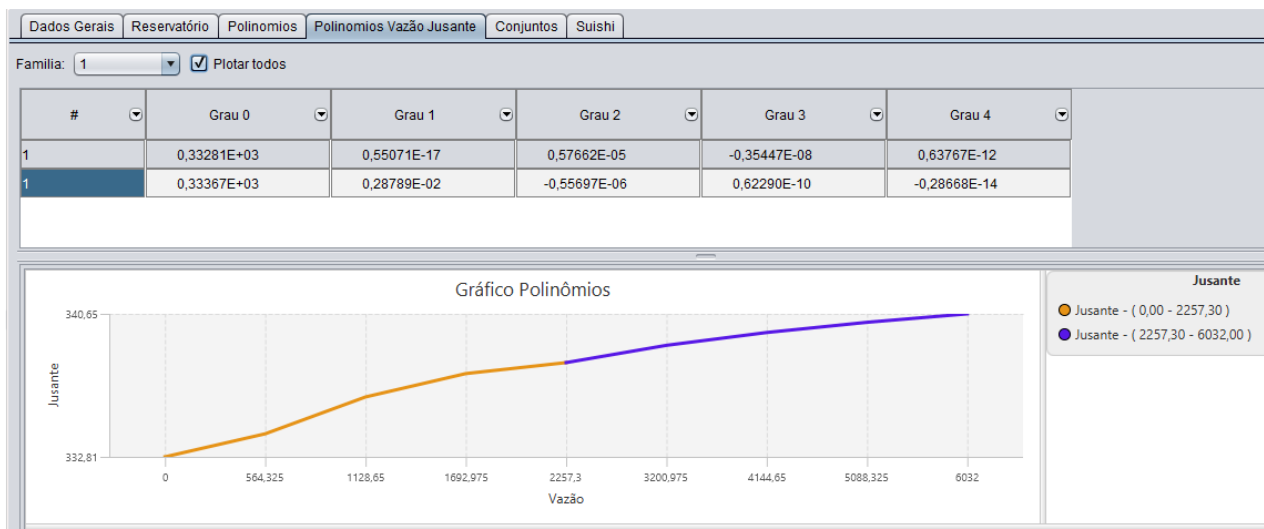 Dados Gerais Reservatório Polinomios Polinomios Vazão Jusante Conjuntos Suishi
Familia: 1 Plotar todos
# Grau 0 Grau 1 Grau 2 Grau 3 Grau 4
1 0,33281E+03 0,55071E-17 0,57662E-05 -0,35447E-08 0,63767E-12
1 0,33367E+03 0,28789E-02 -0,55697E-06 0,62290E-10 -0,28668E-14
Gráfico Polinômios
340,65
Jusante
332,81
0 564,325 1128,65 1692,975 2257,3 3200,975 4144,65 5088,325 6032
Vazão
Jusante
Jusante - ( 0,00 - 2257,30 )
Jusante - ( 2257,30 - 6032,00 )